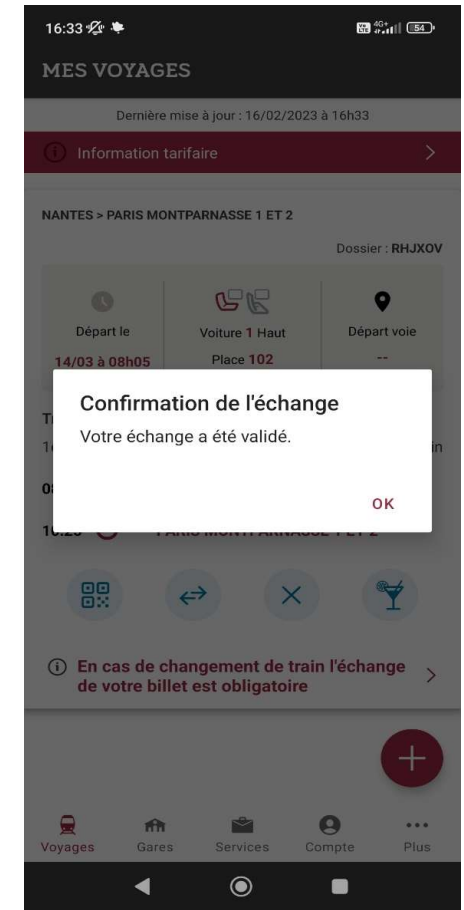 16:33
4G+
54
MES VOYAGES
Dernière mise à jour : 16/02/2023 à 16h33
Information tarifaire
NANTES > PARIS MONTPARNASSE 1 ET 2
Dossier : RHJXOV
Départ le
Voiture 1 Haut
Départ voie
14/03 à 08h05
Place 102
--
Confirmation de l'échange
Votre échange a été validé.
OK
En cas de changement de train l'échange
de votre billet est obligatoire
Voyages
Gares
Services
Compte
Plus